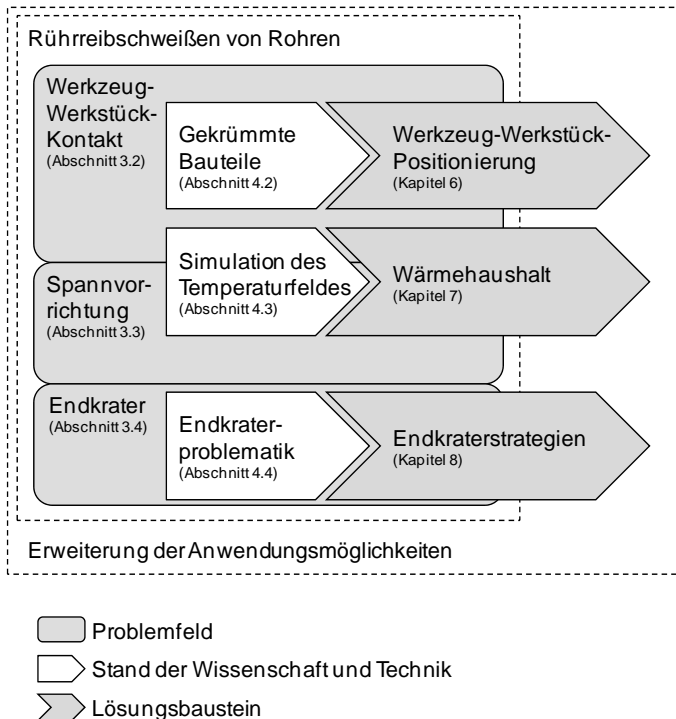 Rührreibschweißen von Rohren
Werkzeug-
Werkstück-
Kontakt
(Abschnitt 3.2)
Gekrümmte
Bauteile
(Abschnitt 4.2)
Werkzeug-Werkstück-
Positionierung
(Kapitel 6)
Spannvor-
richtung
(Abschnitt 3.3)
Simulation des
Temperaturfeldes
(Abschnitt 4.3)
Wärmehaushalt
(Kapitel 7)
Endkrater
(Abschnitt 3.4)
Endkrater-
problematik
(Abschnitt 4.4)
Endkraterstrategien
(Kapitel 8)
Erweiterung der Anwendungsmöglichkeiten
Problemfeld
Stand der Wissenschaft und Technik
Lösungsbaustein